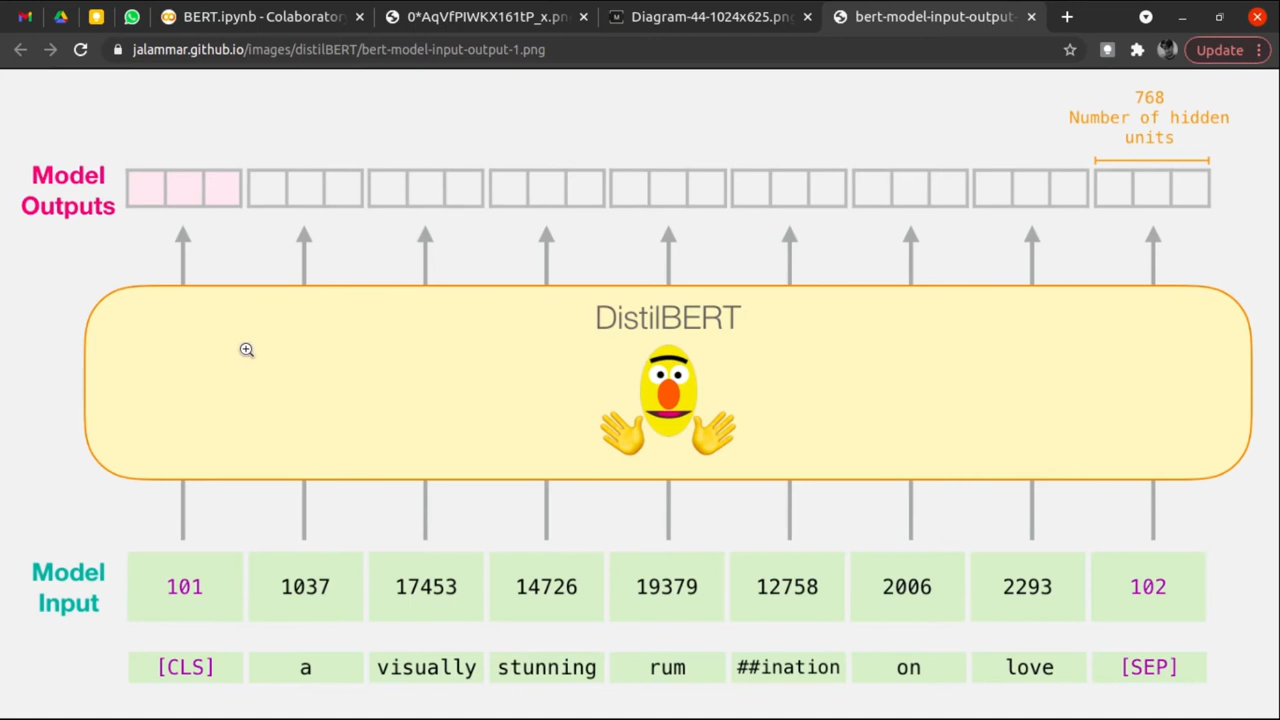 BERT.ipynb - Colaboratory
0*AqVfPIWKX161tP_x.pn
Diagram-44-1024x625.pn
bert-model-input-output-
jalammar.github.io/images/distilBERT/bert-model-input-output-1.png
Update
768
Number of hidden
units
Model
Outputs
DistilBERT
Model
Input
101 1037 17453 14726 19379 12758 2006 2293 102
[CLS] a visually stunning rum ##ination on love [SEP]